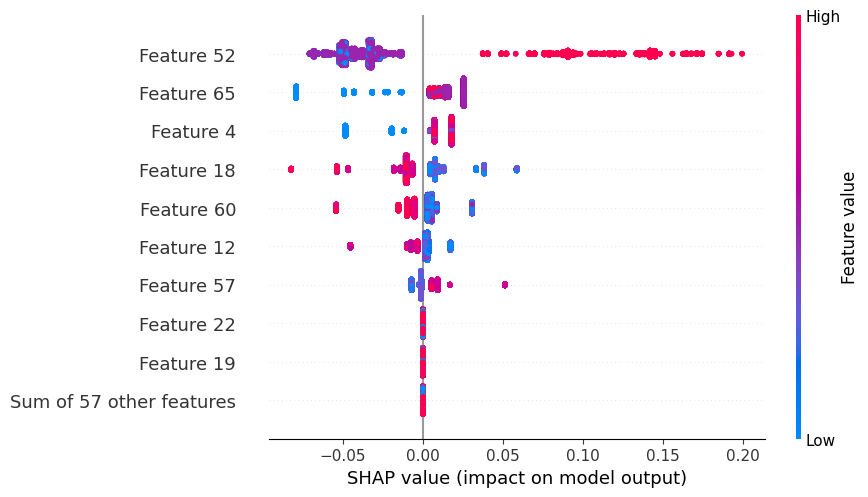 High
Feature 52
Feature 65
Feature 4
Feature 18
Feature 60
Feature 12
Feature 57
Feature 22
Feature 19
Sum of 57 other features
Feature value
Low
−0.05 0.00 0.05 0.10 0.15 0.20
SHAP value (impact on model output)